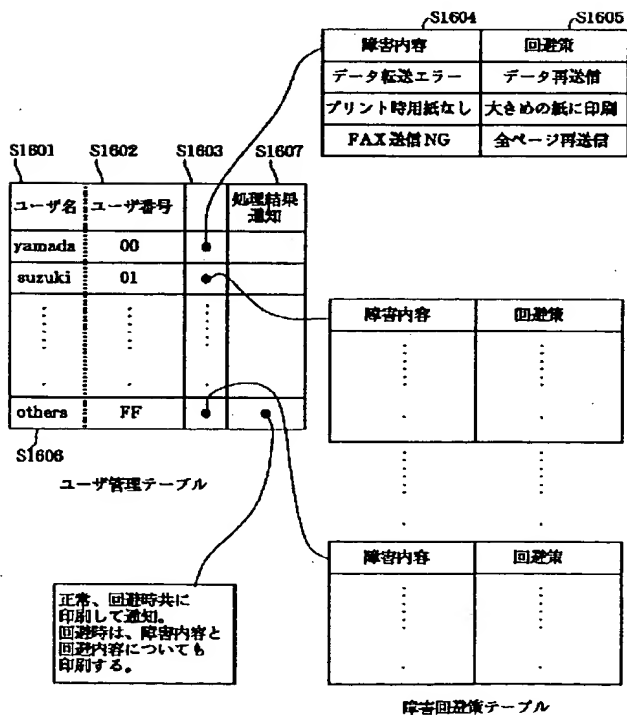 S1604 S1605
障害内容 回避策
データ転送エラー データ再送信
プリント時用紙なし 大きめの紙に印刷
FAX送信NG 全ページ再送信
S1601 S1602 S1603 S1607
ユーザ名 ユーザ番号 処理結果
通知
yamada 00
suzuki 01
others FF
S1606
ユーザ管理テーブル
障害内容 回避策
障害内容 回避策
正常、回避時共に
印刷して通知。
回避時は、障害内容と
回避内容についても
印刷する。
障害回避策テーブル